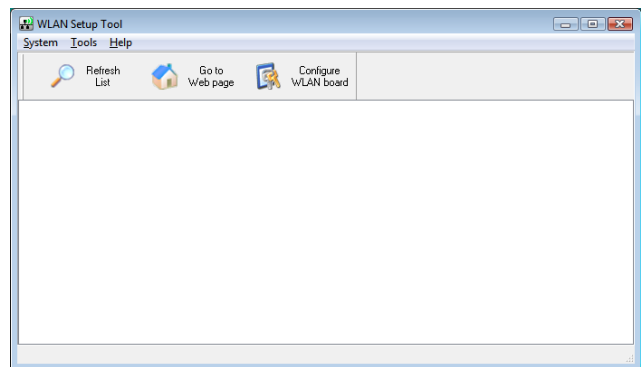 WLAN Setup Tool
System Tools Help
Refresh
List
Go to
Web page
Configure
WLAN board